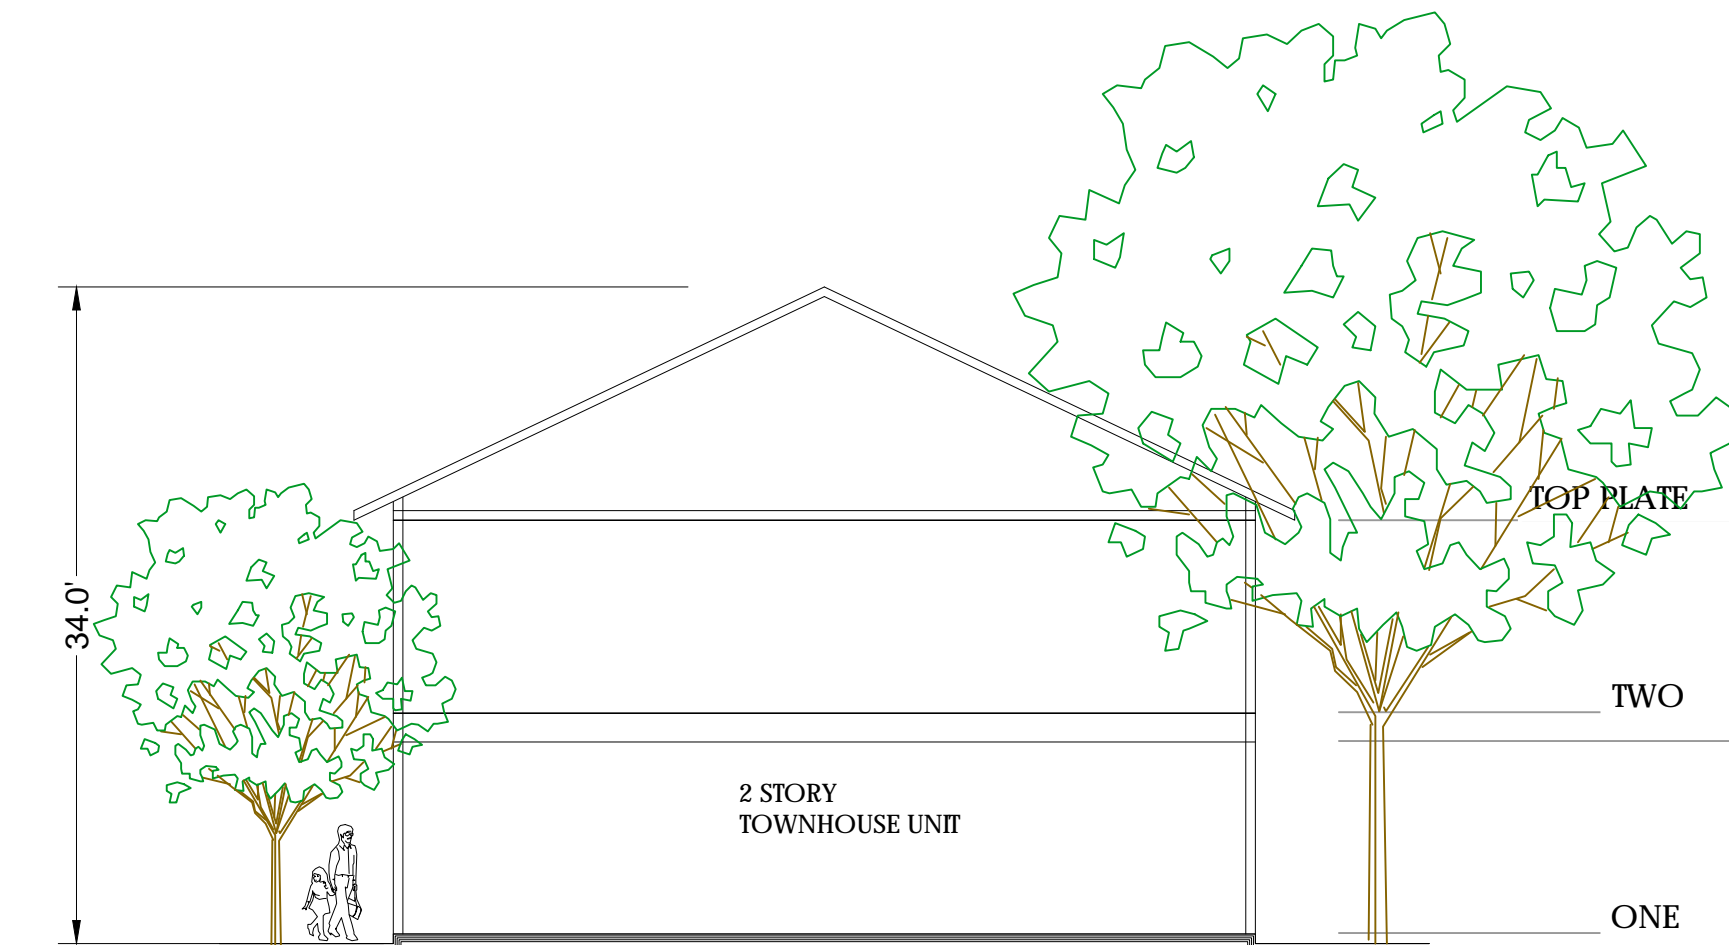 34.0'
TOP PLATE
TWO
2 STORY
TOWNHOUSE UNIT
ONE